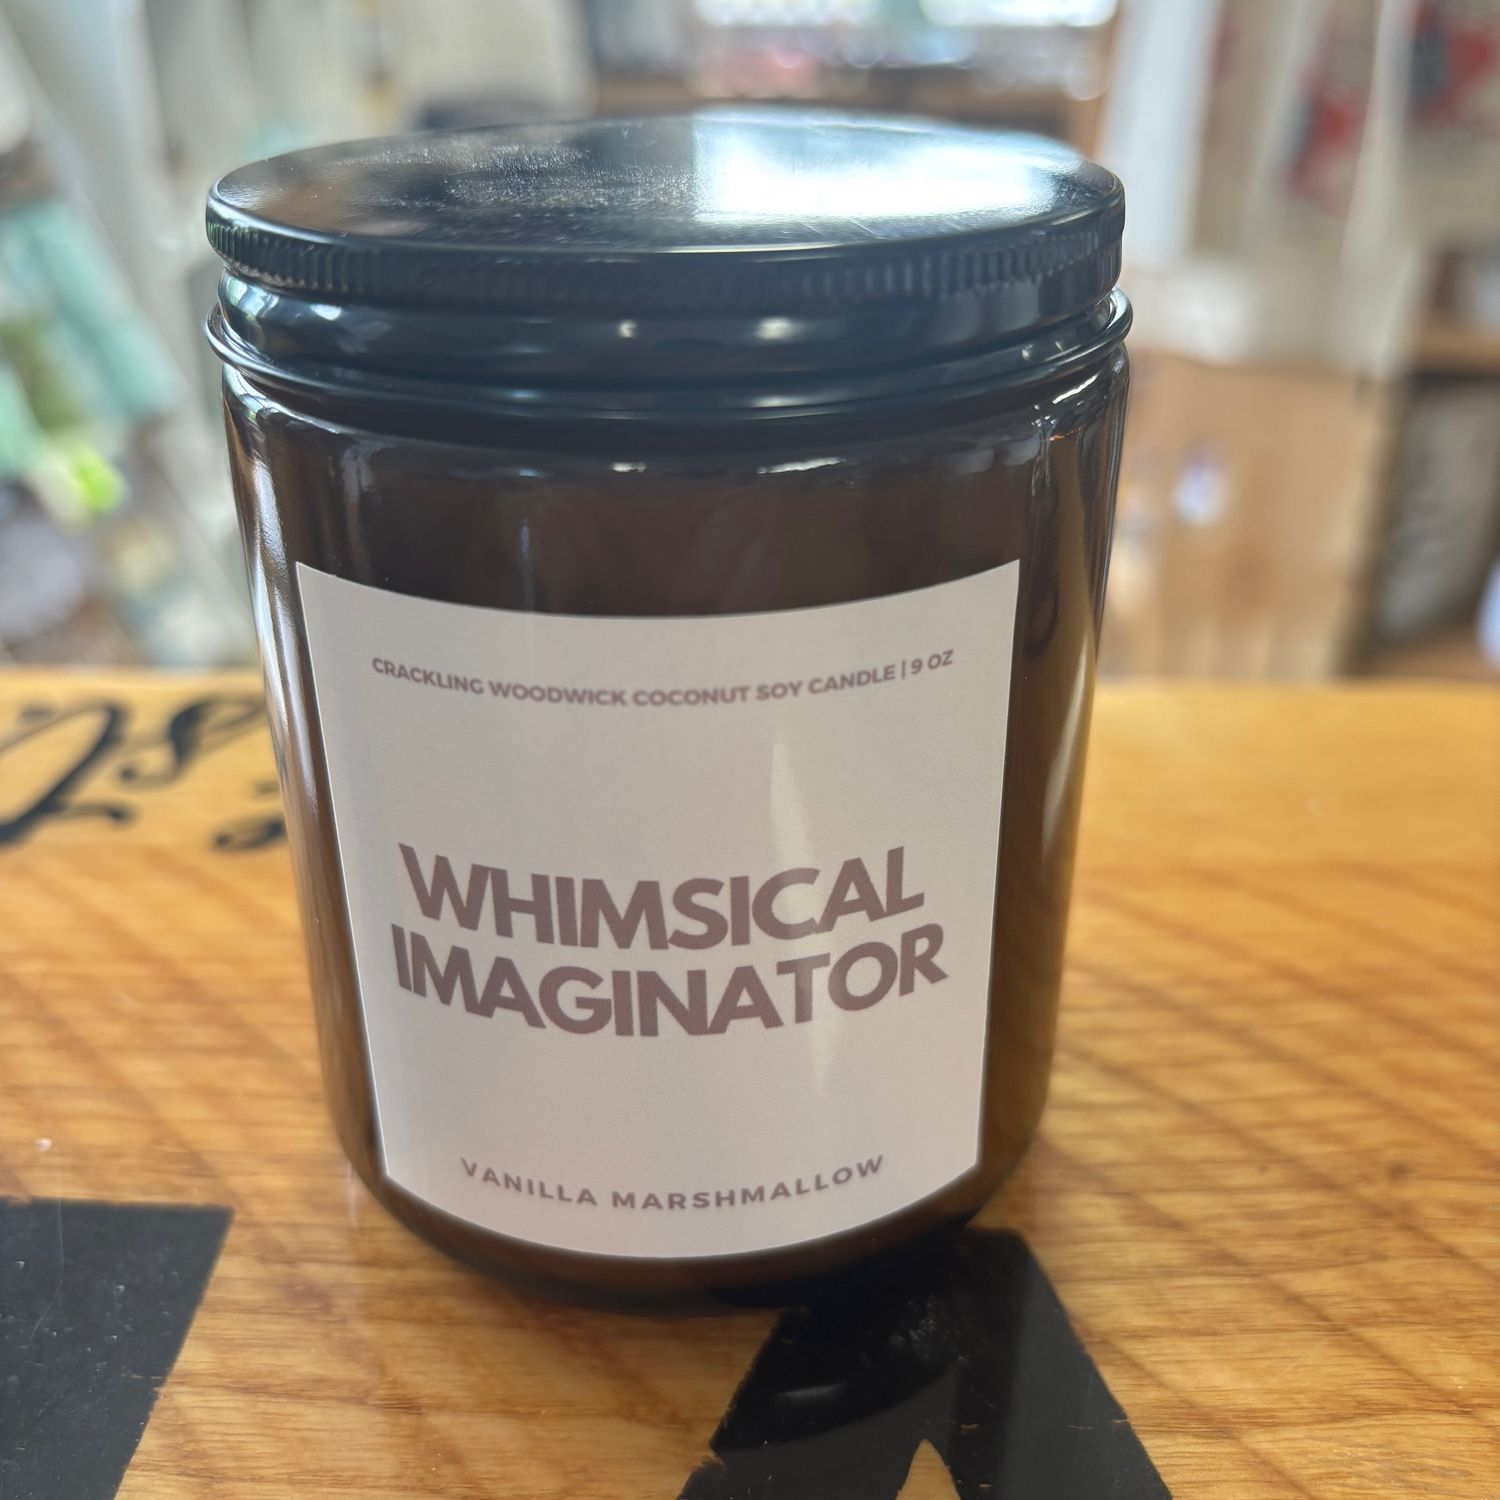 CRACKLING WOODWICK COCONUT SOY CANDLE | 9 OZ
WHIMSICAL
IMAGINATOR
VANILLA MARSHMALLOW